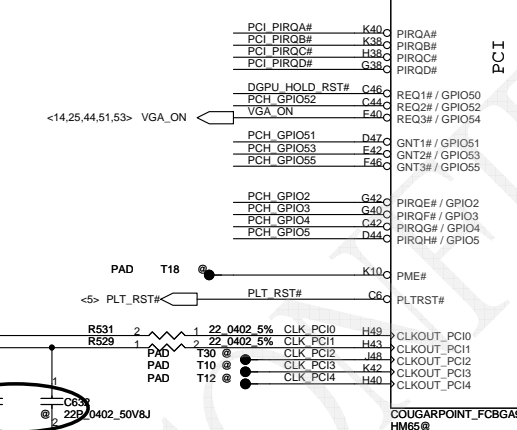 PCI_PIRQA# K40 PIRQA#
PCI_PIRQB# K38 PIRQB#
PCI_PIRQC# H38 PIRQC#
PCI_PIRQD# G38 PIRQD#
PCI
DGPU_HOLD_RST# C46 REQ1# / GPIO50
PCH_GPIO52 C44 REQ2# / GPIO52
<14,25,44,51,53> VGA_ON VGA_ON E40 REQ3# / GPIO54
PCH_GPIO51 D47 GNT1# / GPIO51
PCH_GPIO53 E42 GNT2# / GPIO53
PCH_GPIO55 F46 GNT3# / GPIO55
PCH_GPIO2 G42 PIRQE# / GPIO2
PCH_GPIO3 G40 PIRQF# / GPIO3
PCH_GPIO4 C42 PIRQG# / GPIO4
PCH_GPIO5 D44 PIRQH# / GPIO5
PAD T18 @ K10 PME#
<5> PLT_RST# PLT_RST# C6 PLTRST#
R531 2 1 22_0402_5% CLK_PCI0 H49 CLKOUT_PCI0
R529 2 1 22_0402_5% CLK_PCI1 H43 CLKOUT_PCI1
PAD T30 @ CLK_PCI2 J48 CLKOUT_PCI2
PAD T10 @ CLK_PCI3 K42 CLKOUT_PCI3
PAD T12 @ CLK_PCI4 H40 CLKOUT_PCI4
1
C632
@ 22P_0402_50V8J
2
COUGARPOINT_FCBGA9
HM65@